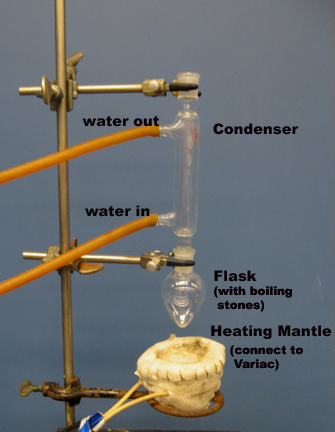 water out
Condenser
water in
Flask
(with boiling
stones)
Heating Mantle
(connect to
Variac)